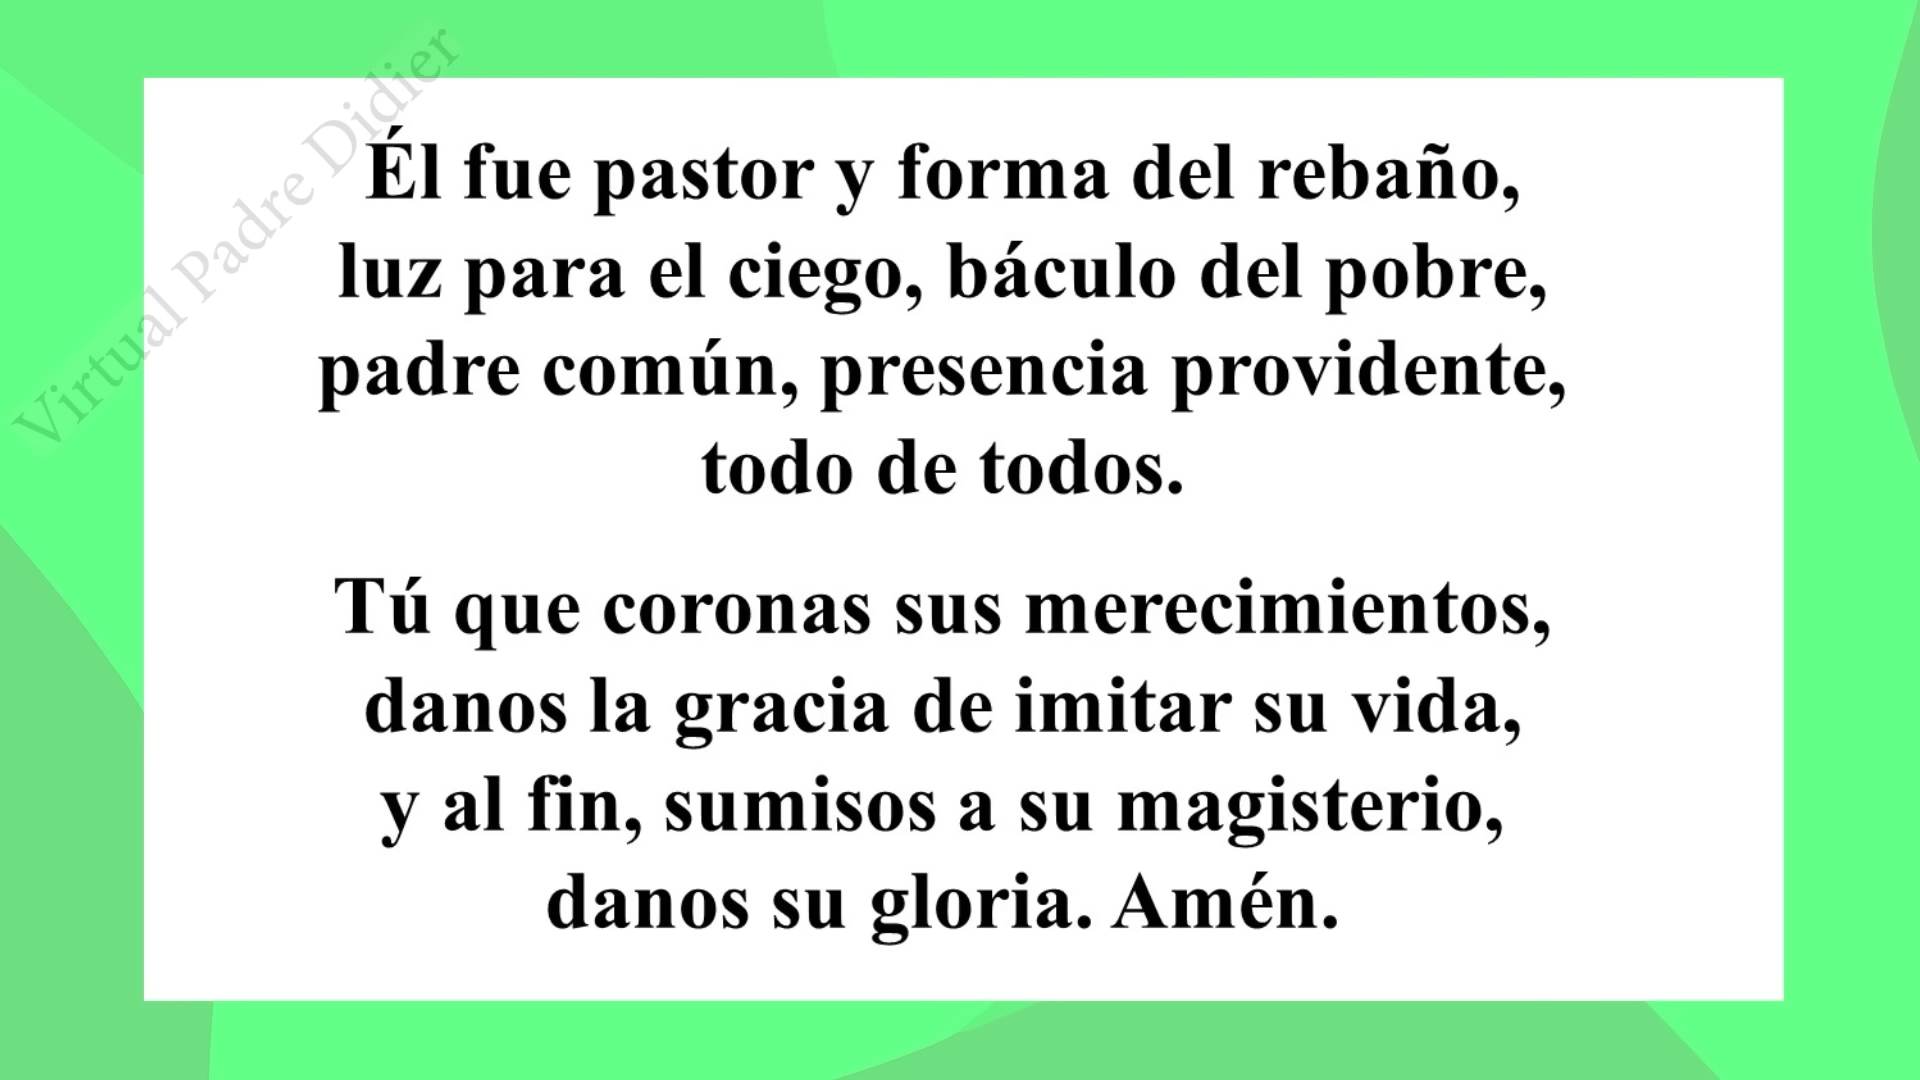 Virtual Padre Didier
Él fue pastor y forma del rebaño,
luz para el ciego, báculo del pobre,
padre común, presencia providente,
todo de todos.
Tú que coronas sus merecimientos,
danos la gracia de imitar su vida,
y al fin, sumisos a su magisterio,
danos su gloria. Amén.